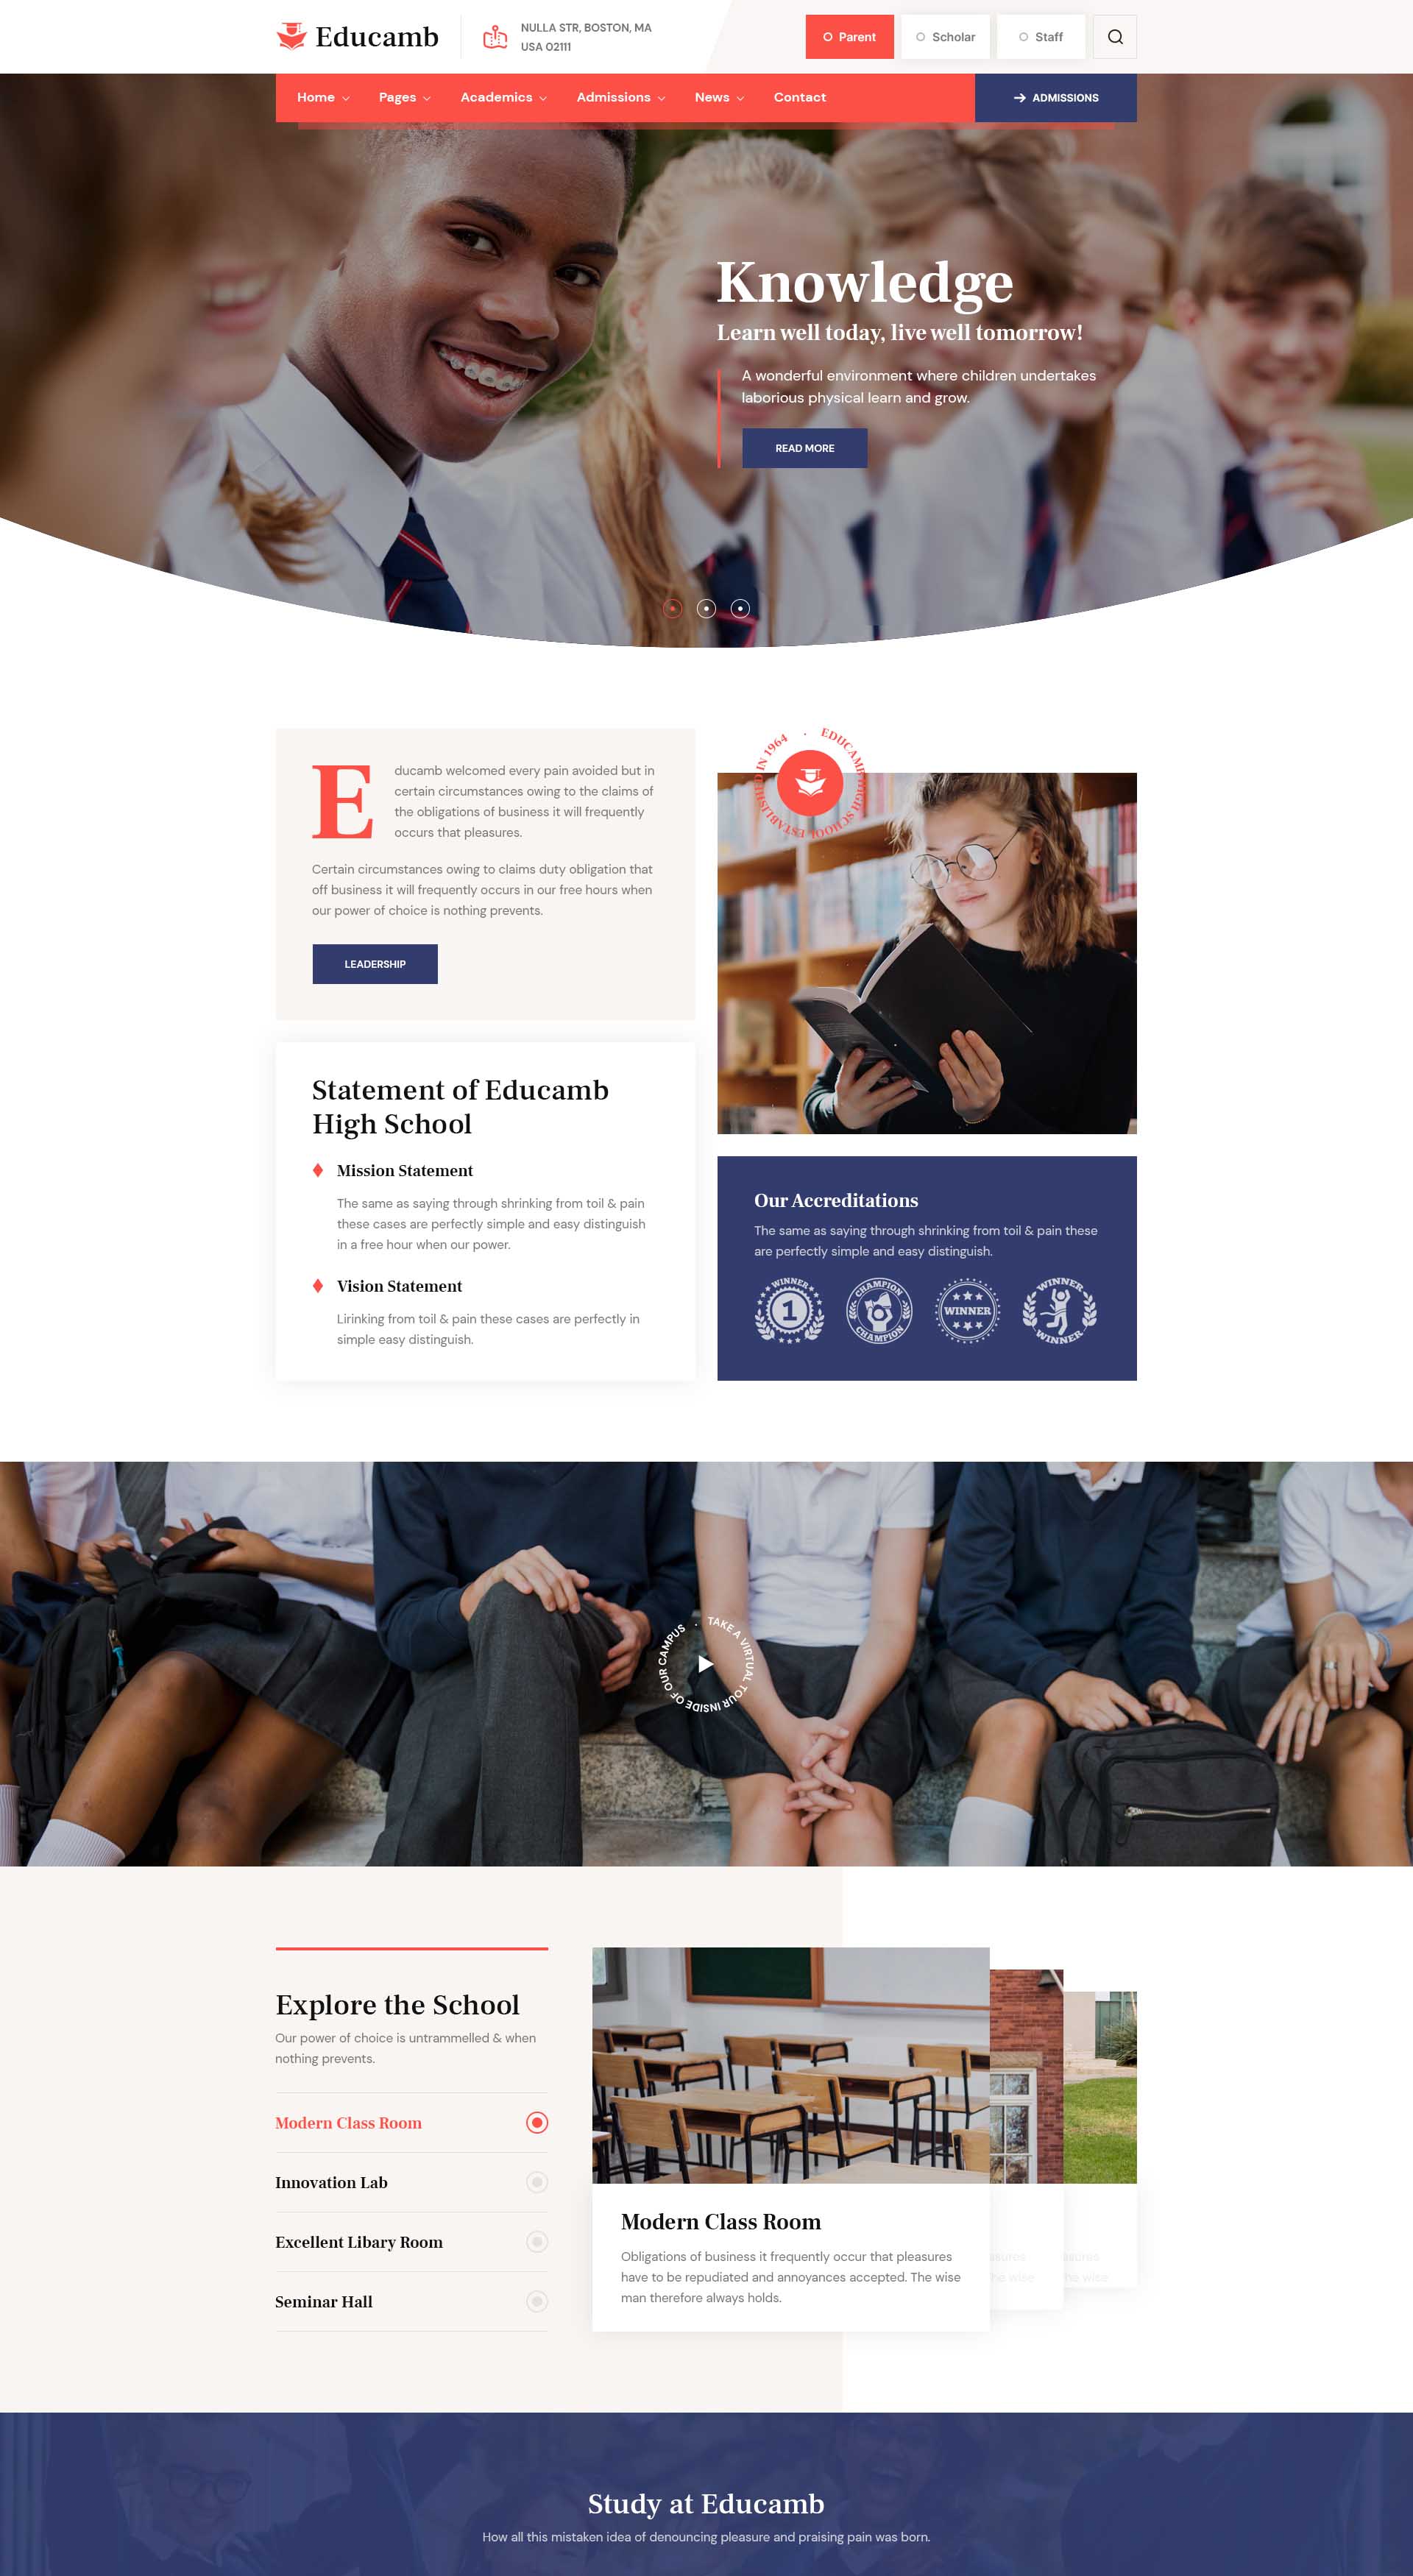 Educamb
NULLA STR, BOSTON, MA
USA 02111
Parent
Scholar
Staff
Home
Pages
Academics
Admissions
News
Contact
ADMISSIONS
Knowledge
Learn well today, live well tomorrow!
A wonderful environment where children undertakes
laborious physical learn and grow.
READ MORE
Educamb welcomed every pain avoided but in
certain circumstances owing to the claims of
the obligations of business it will frequently
occurs that pleasures.
Certain circumstances owing to claims duty obligation that
off business it will frequently occurs in our free hours when
our power of choice is nothing prevents.
LEADERSHIP
EDUCAMB HIGH SCHOOL ESTABLISHED IN 1964
Statement of Educamb
High School
Mission Statement
The same as saying through shrinking from toil & pain
these cases are perfectly simple and easy distinguish
in a free hour when our power.
Vision Statement
Lirinking from toil & pain these cases are perfectly in
simple easy distinguish.
Our Accreditations
The same as saying through shrinking from toil & pain these
are perfectly simple and easy distinguish.
WINNER
1
CHAMPION
CHAMPION
WINNER
WINNER
WINNER
TAKE A VIRTUAL TOUR INSIDE OF OUR CAMPUS
Explore the School
Our power of choice is untrammelled & when
nothing prevents.
Modern Class Room
Innovation Lab
Excellent Libary Room
Seminar Hall
Modern Class Room
Obligations of business it frequently occur that pleasures
have to be repudiated and annoyances accepted. The wise
man therefore always holds.
Study at Educamb
How all this mistaken idea of denouncing pleasure and praising pain was born.